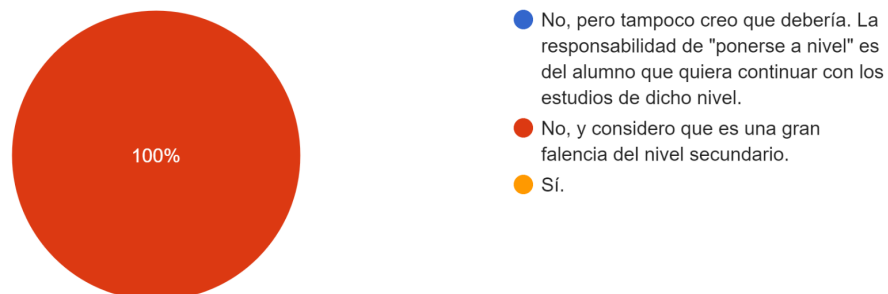 100%
No, pero tampoco creo que debería. La
responsabilidad de "ponerse a nivel" es
del alumno que quiera continuar con los
estudios de dicho nivel.
No, y considero que es una gran
falencia del nivel secundario.
Sí.